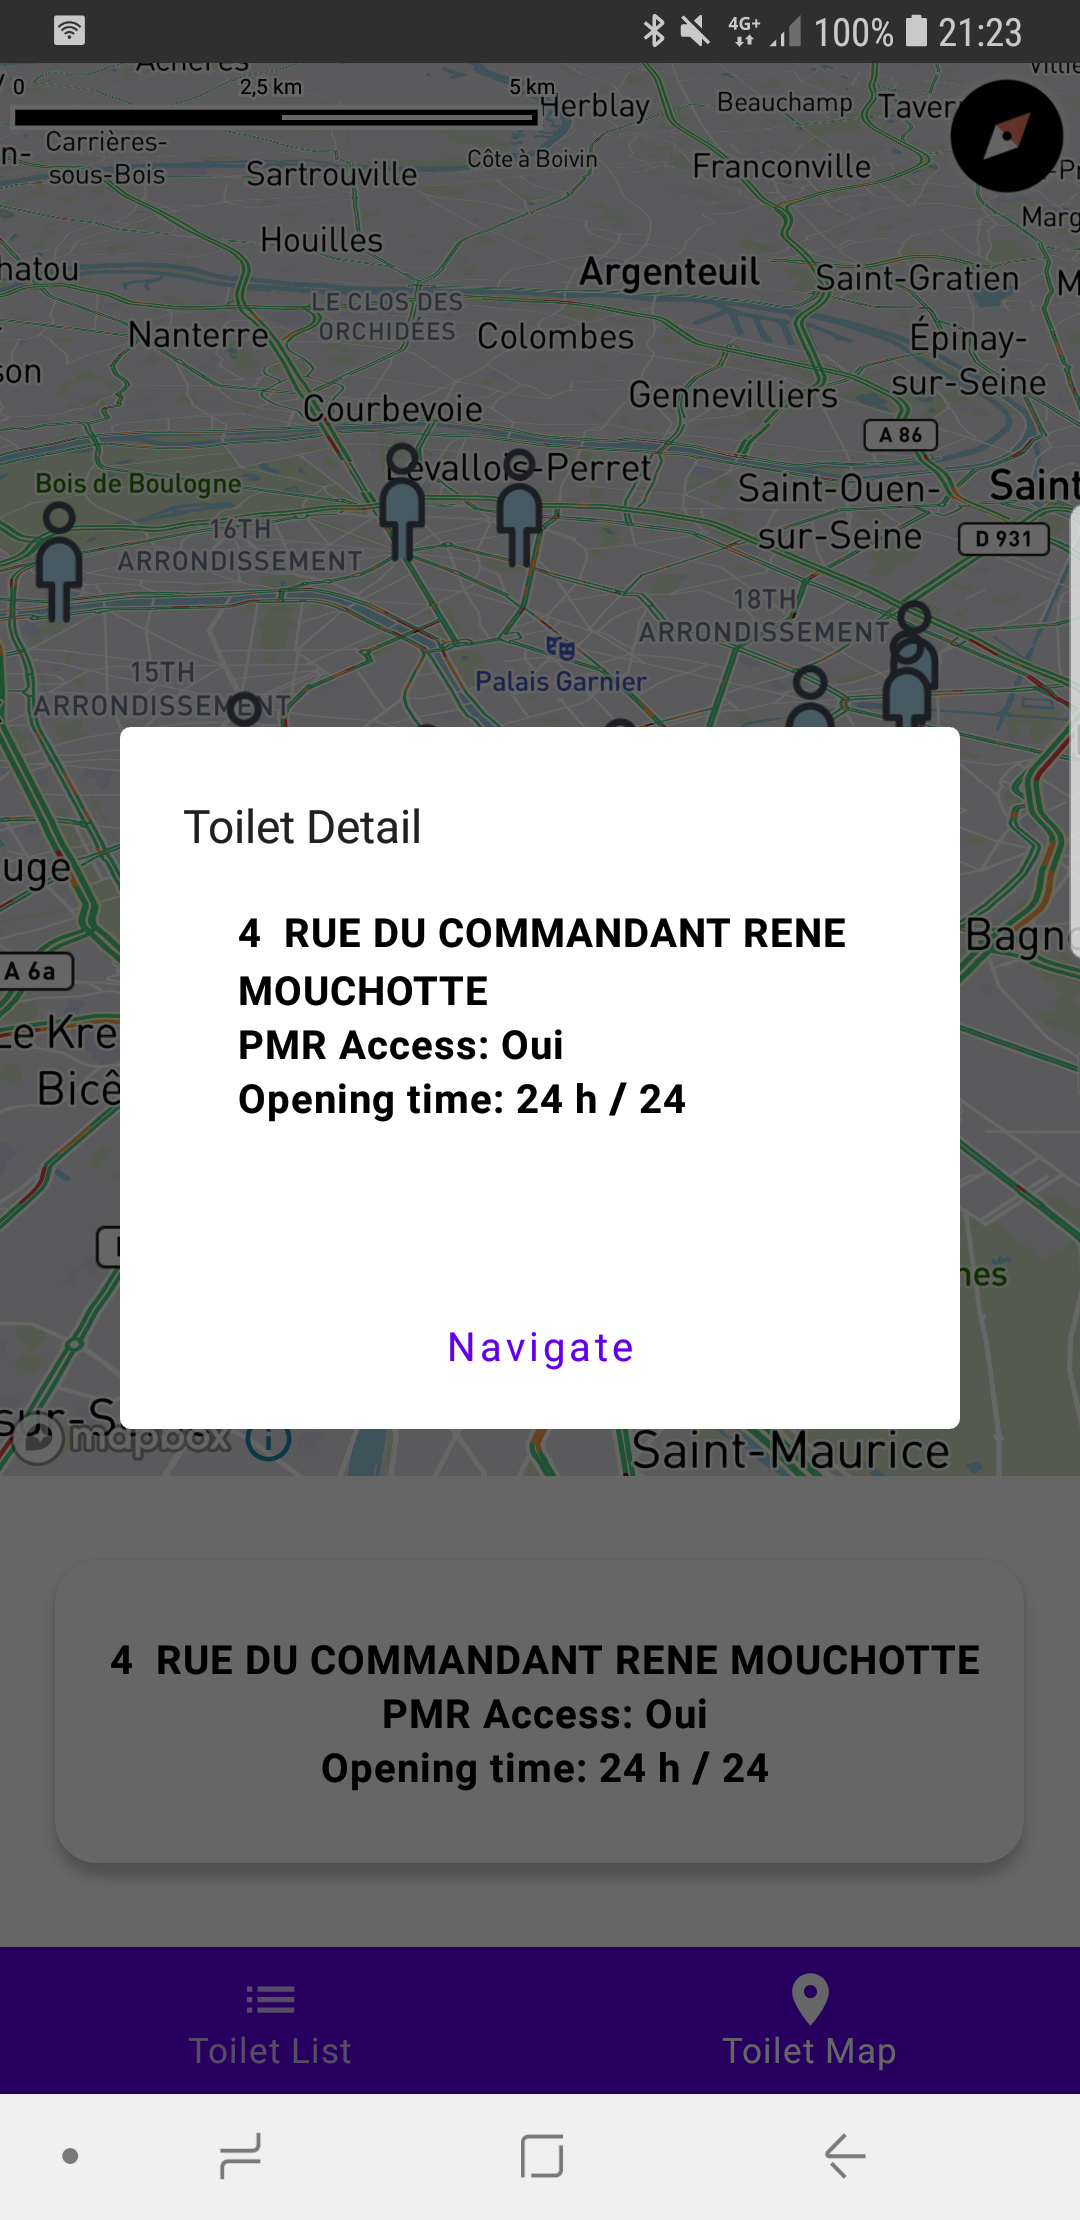 4G+ 100% 21:23
0 2,5 km 5 km
Herblay
Beauchamp
Carrières-
sous-Bois
Côte à Boivin
Sartrouville
Franconville
Houilles
Argenteuil
Saint-Gratien
LE CLOS DES
ORCHIDÉES
Nanterre
Colombes
Épinay-
sur-Seine
Gennevilliers
Courbevoie
A 86
Levallois-Perret
Bois de Boulogne
Saint-Ouen-
sur-Seine
Saint
D 931
16TH
ARRONDISSEMENT
18TH
ARRONDISSEMENT
15TH
ARRONDISSEMENT
Palais Garnier
Toilet Detail
4 RUE DU COMMANDANT RENE
MOUCHOTTE
PMR Access: Oui
Opening time: 24 h / 24
Navigate
A 6a
mapbox
Saint-Maurice
4 RUE DU COMMANDANT RENE MOUCHOTTE
PMR Access: Oui
Opening time: 24 h / 24
Toilet List
Toilet Map